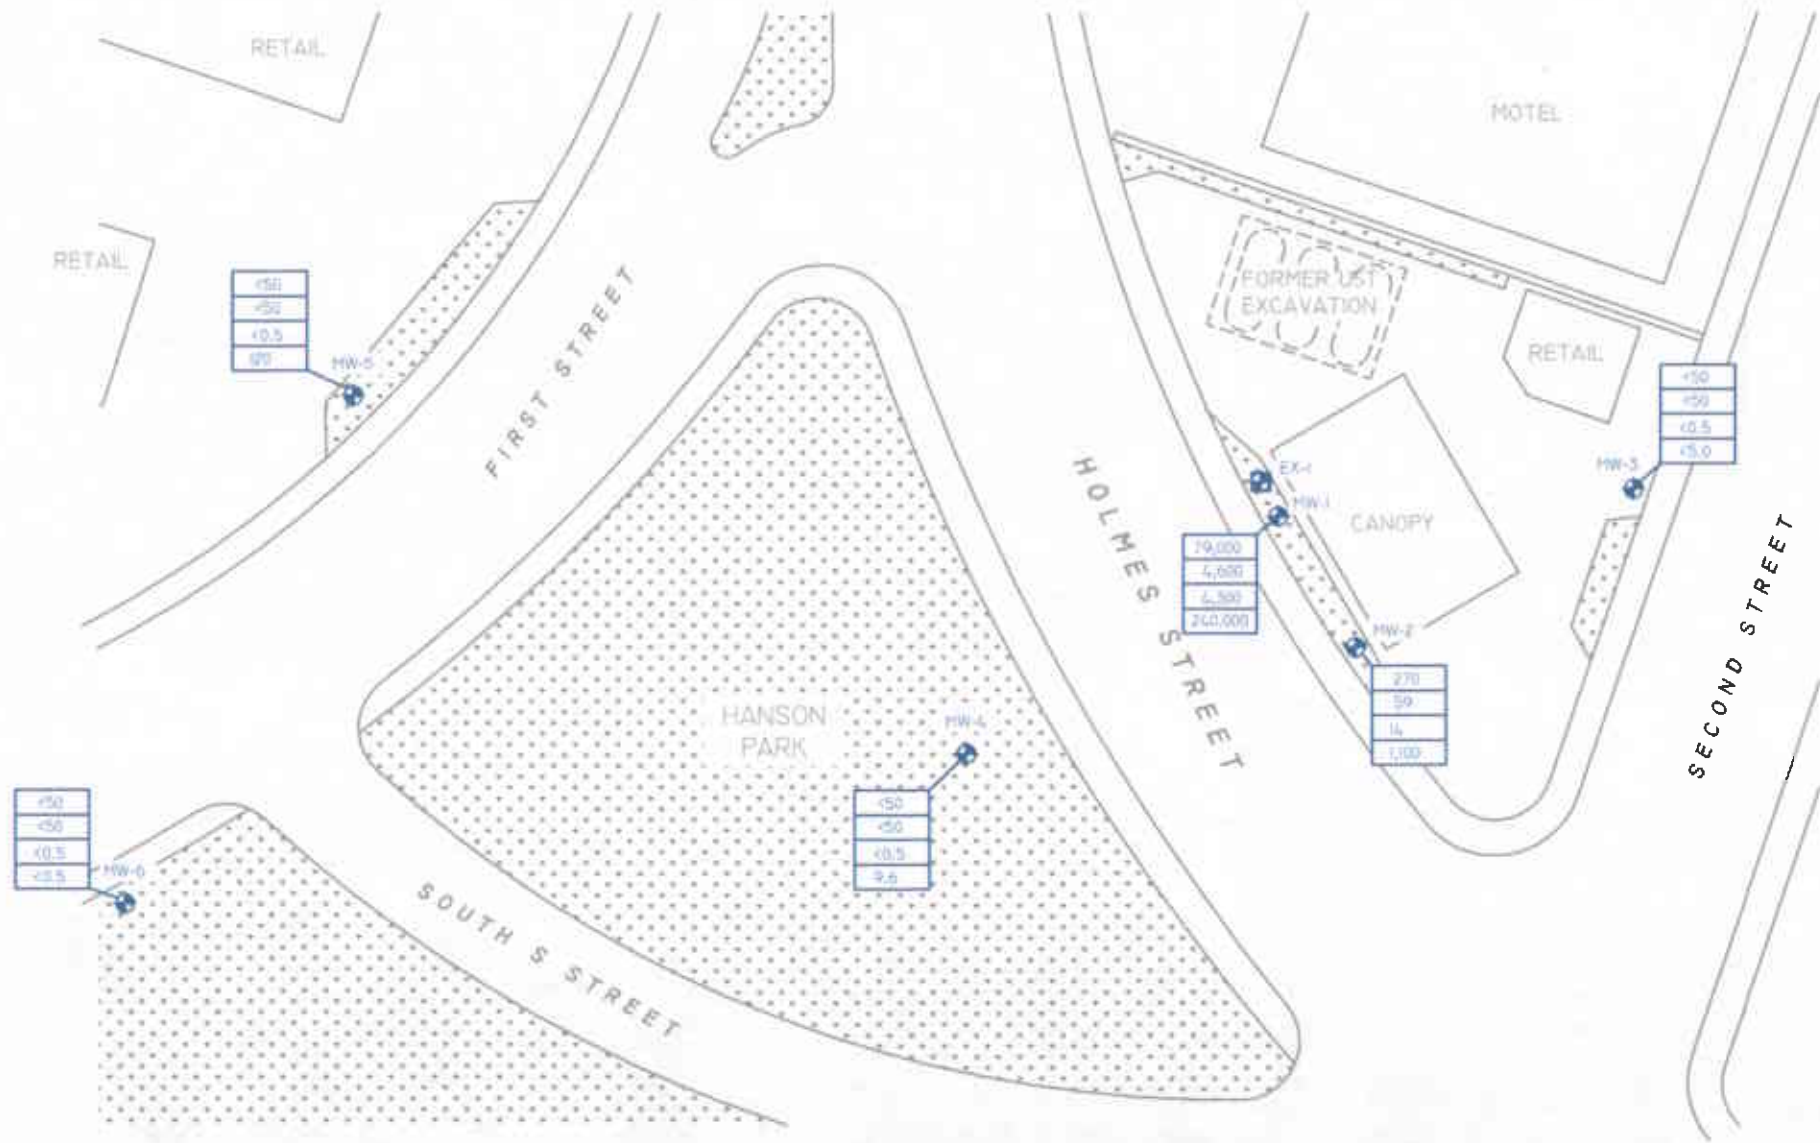 RETAIL
MOTEL
RETAIL
<50
<50
<0.5
MW-5
FIRST STREET
FORMER UST
EXCAVATION
RETAIL
<50
<50
<0.5
<5.0
MW-3
EX-1
MW-1
CANOPY
HOLMES STREET
4,600
240,000
MW-2
270
59
14
1,100
SECOND STREET
HANSON
PARK
MW-4
<50
<50
<0.5
9.6
<50
<50
<0.5
<0.5
MW-6
SOUTH S STREET